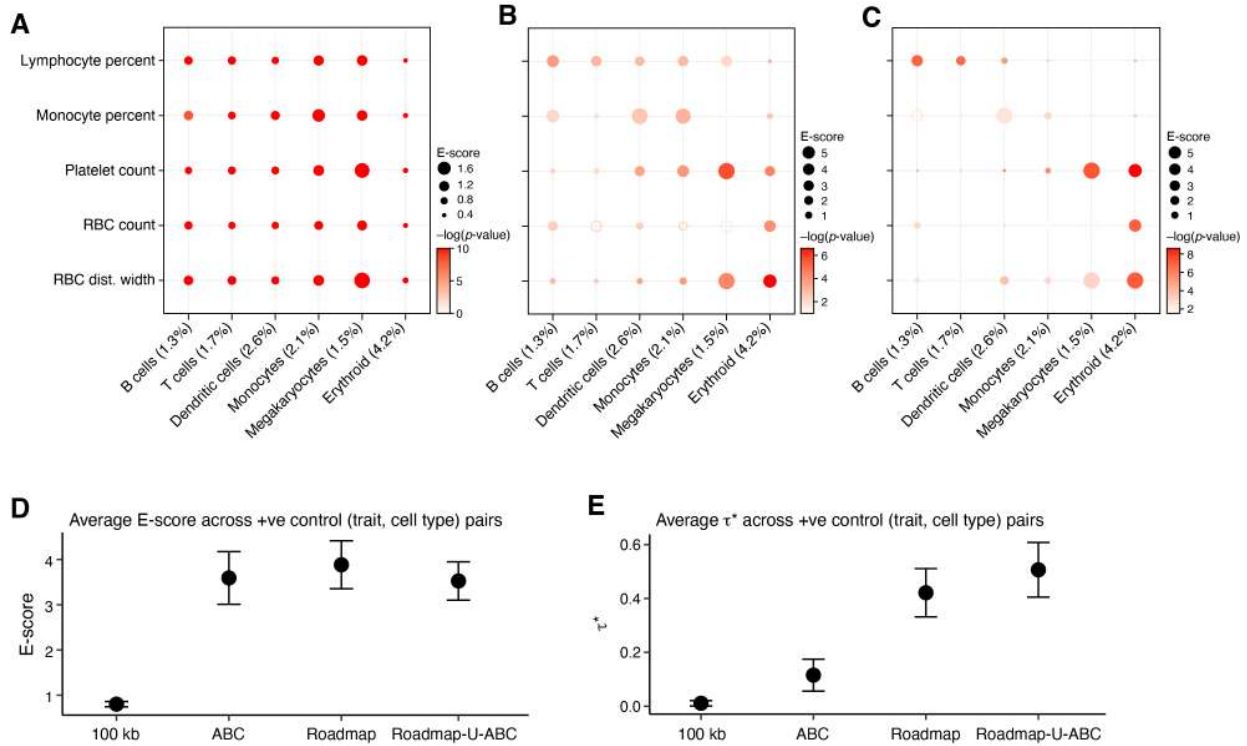 A
B
C
Lymphocyte percent
Monocyte percent
Platelet count
RBC count
RBC dist. width
E-score
1.6
1.2
0.8
0.4
−log(p-value)
10
5
0
B cells (1.3%)
T cells (1.7%)
Dendritic cells (2.6%)
Monocytes (2.1%)
Megakaryocytes (1.5%)
Erythroid (4.2%)
E-score
5
4
3
2
1
−log(p-value)
6
4
2
B cells (1.3%)
T cells (1.7%)
Dendritic cells (2.6%)
Monocytes (2.1%)
Megakaryocytes (1.5%)
Erythroid (4.2%)
E-score
5
4
3
2
1
−log(p-value)
8
6
4
2
B cells (1.3%)
T cells (1.7%)
Dendritic cells (2.6%)
Monocytes (2.1%)
Megakaryocytes (1.5%)
Erythroid (4.2%)
D
Average E-score across +ve control (trait, cell type) pairs
E-score
4
3
1
100 kb
ABC
Roadmap
Roadmap-U-ABC
E
Average τ* across +ve control (trait, cell type) pairs
τ*
0.6
0.4
0.2
0.0
100 kb
ABC
Roadmap
Roadmap-U-ABC